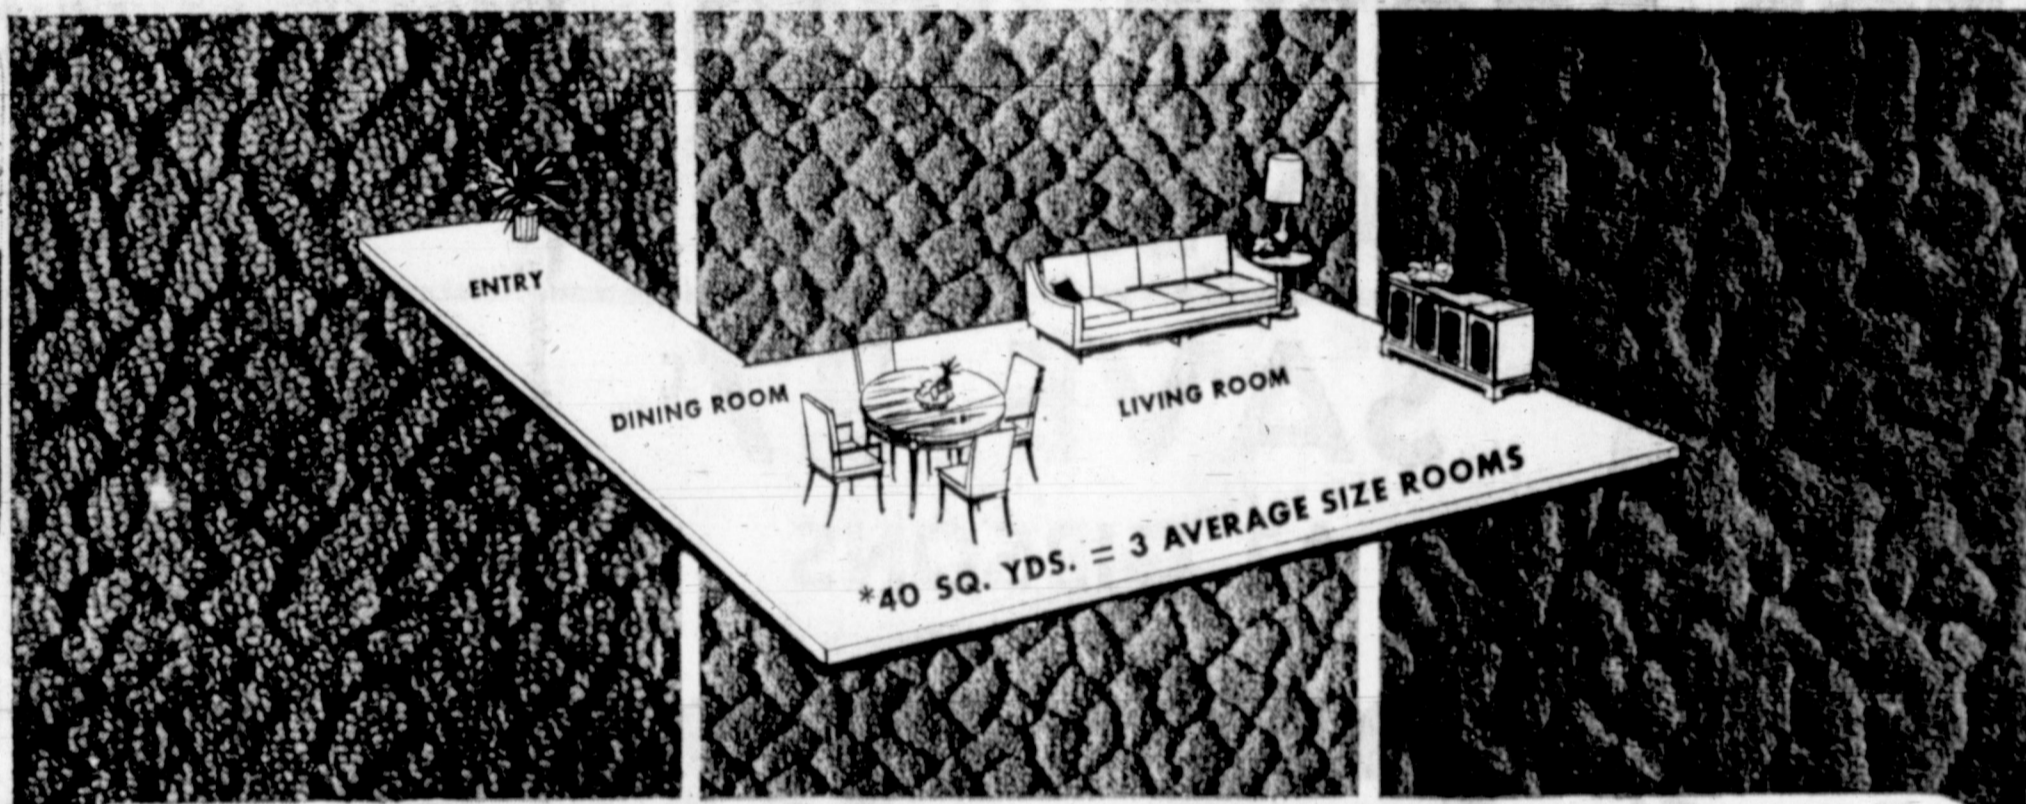 ENTRY
DINING ROOM
LIVING ROOM
*40 SQ. YDS. = 3 AVERAGE SIZE ROOMS